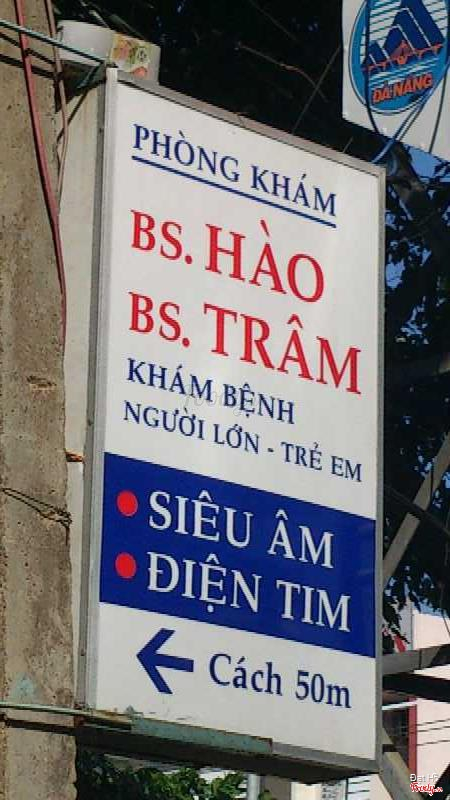 PHÒNG KHÁM
BS. HÀO
BS. TRÂM
KHÁM BỆNH
NGƯỜI LỚN - TRẺ EM
SIÊU ÂM
ĐIỆN TIM
Cách 50m
ĐÀ NẴNG